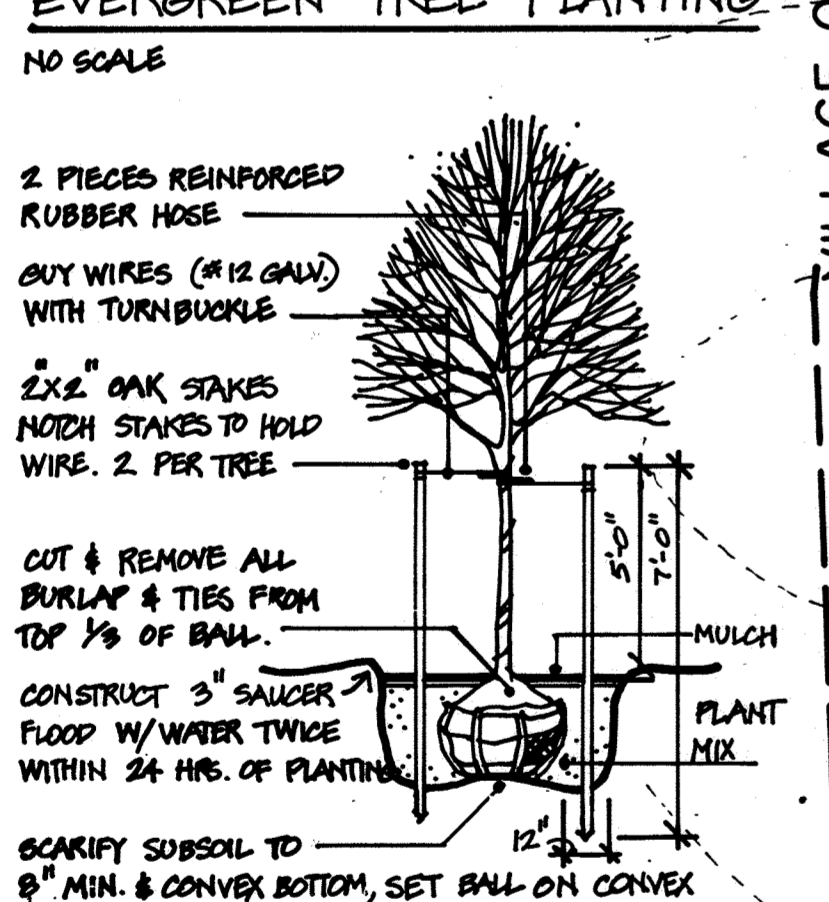 EVERGREEN TREE PLANTING
NO SCALE
2 PIECES REINFORCED
RUBBER HOSE
GUY WIRES (#12 GALV.)
WITH TURNBUCKLE
2"X2" OAK STAKES
NOTCH STAKES TO HOLD
WIRE. 2 PER TREE
CUT & REMOVE ALL
BURLAP & TIES FROM
TOP 1/3 OF BALL.
CONSTRUCT 3" SAUCER
FLOOD W/WATER TWICE
WITHIN 24 HRS. OF PLANTING
SCARIFY SUBSOIL TO
8" MIN. & CONVEX BOTTOM, SET BALL ON CONVEX
5'-0"
7'-0"
MULCH
PLANT
MIX
12"